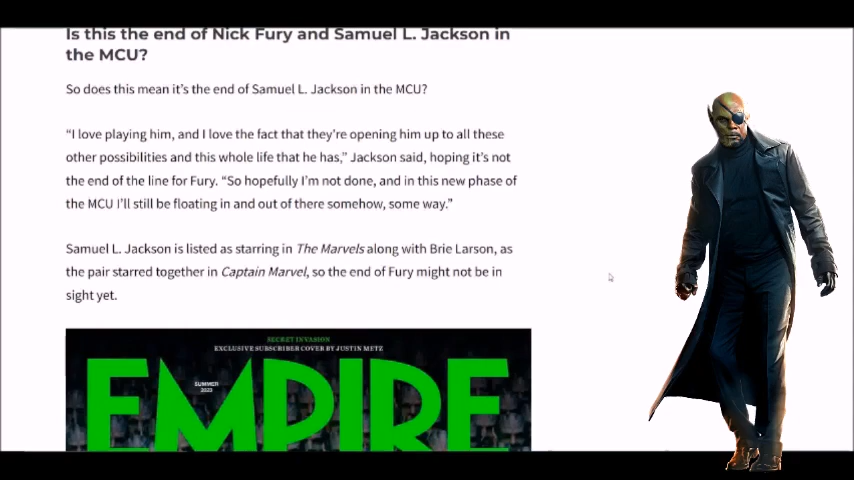 Is this the end of Nick Fury and Samuel L. Jackson in
the MCU?
So does this mean it's the end of Samuel L. Jackson in the MCU?
“I love playing him, and I love the fact that they're opening him up to all these
other possibilities and this whole life that he has,” Jackson said, hoping it's not
the end of the line for Fury. “So hopefully I'm not done, and in this new phase of
the MCU I'll still be floating in and out of there somehow, some way.”
Samuel L. Jackson is listed as starring in The Marvels along with Brie Larson, as
the pair starred together in Captain Marvel, so the end of Fury might not be in
sight yet.
SECRET INVASION
EXCLUSIVE SUBSCRIBER COVER BY JUSTIN METZ
SUMMER
2023
EMPIRE